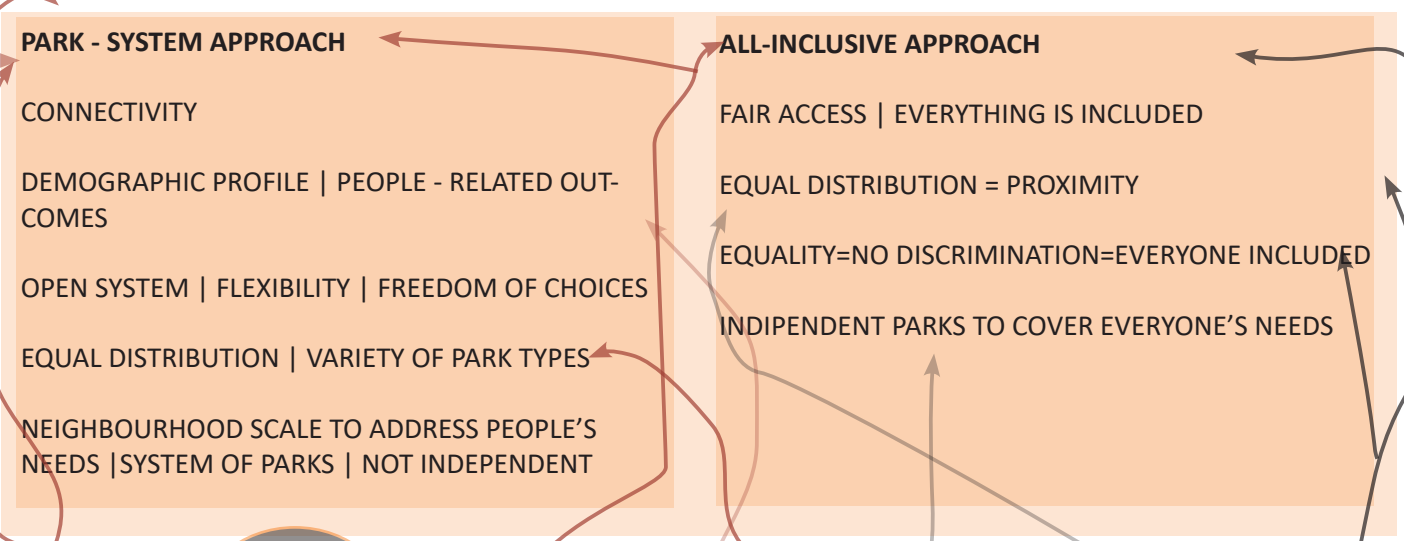 PARK - SYSTEM APPROACH
CONNECTIVITY
DEMOGRAPHIC PROFILE | PEOPLE - RELATED OUT-
COMES
OPEN SYSTEM | FLEXIBILITY | FREEDOM OF CHOICES
EQUAL DISTRIBUTION | VARIETY OF PARK TYPES
NEIGHBOURHOOD SCALE TO ADDRESS PEOPLE’S
NEEDS |SYSTEM OF PARKS | NOT INDEPENDENT
ALL-INCLUSIVE APPROACH
FAIR ACCESS | EVERYTHING IS INCLUDED
EQUAL DISTRIBUTION = PROXIMITY
EQUALITY=NO DISCRIMINATION=EVERYONE INCLUDED
INDIPENDENT PARKS TO COVER EVERYONE’S NEEDS